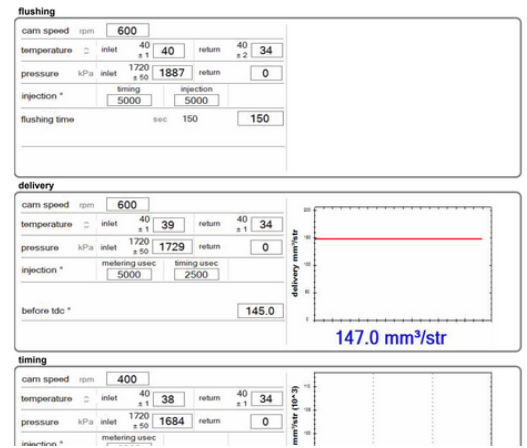 flushing
cam speed rpm 600
temperature inlet 40 ± 1 40 return 40 ± 2 34
pressure kPa inlet 1720 ± 50 1887 return 0
injection ° timing 5000 injection 5000
flushing time sec 150 150
delivery
cam speed rpm 600
temperature inlet 40 ± 1 39 return 40 ± 1 34
pressure kPa inlet 1720 ± 50 1729 return 0
injection ° metering usec 5000 timing usec 2500
before tdc ° 145.0
delivery mm³/str
147.0 mm³/str
timing
cam speed rpm 400
temperature inlet 40 ± 1 38 return 40 ± 1 34
pressure kPa inlet 1720 ± 50 1684 return 0
injection ° metering usec
mm³/str (10^3)